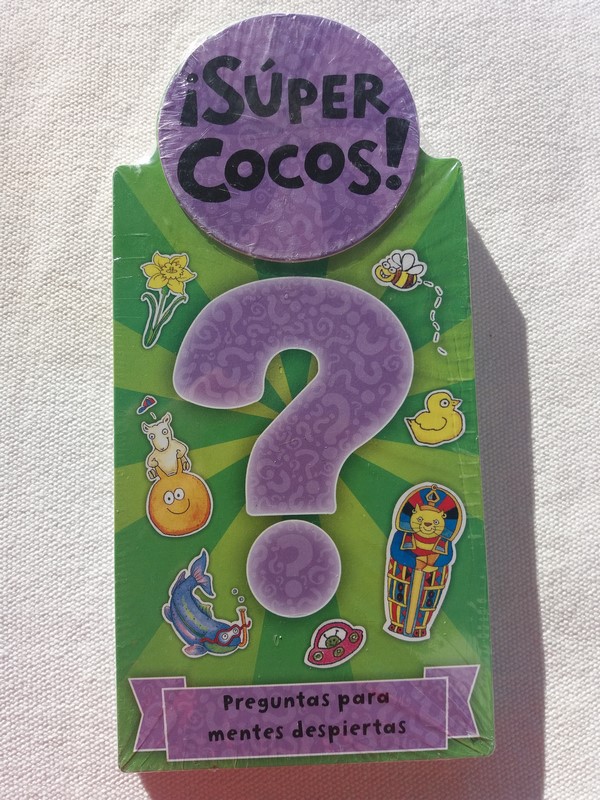 ¡SÚPER
COCOS!
Preguntas para
mentes despiertas